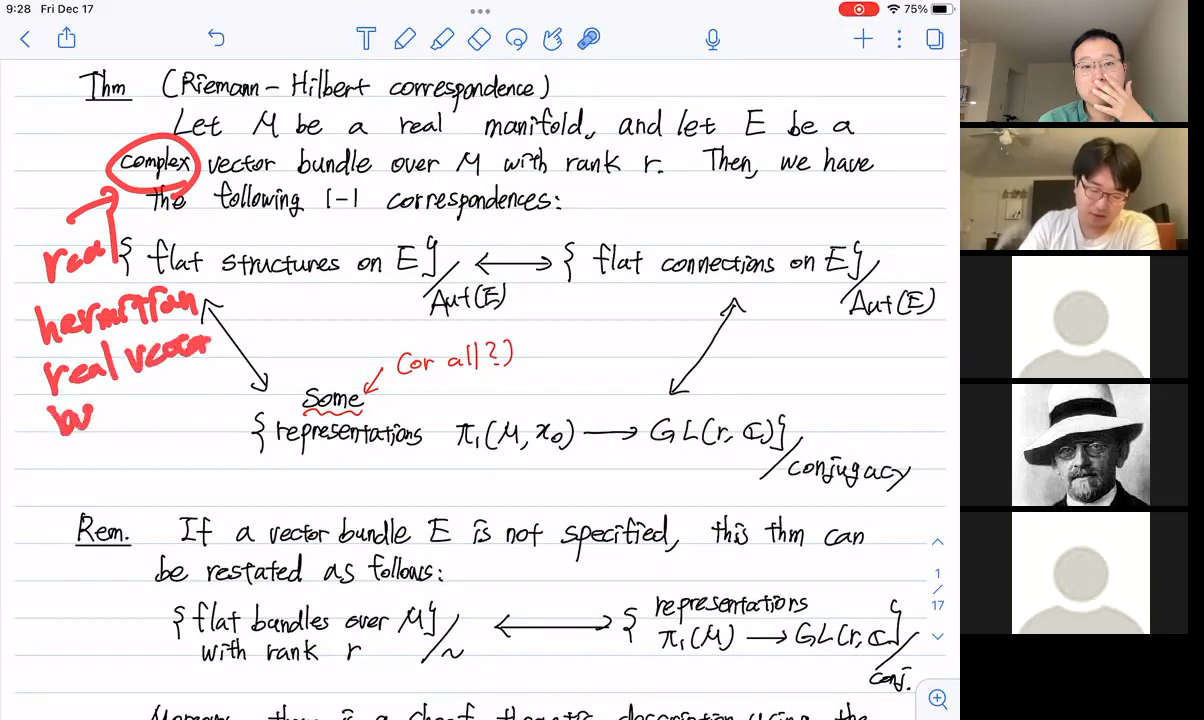 9:28 Fri Dec 17
75%
Thm (Riemann-Hilbert correspondence)
Let M be a real manifold, and let E be a
complex vector bundle over M with rank r. Then, we have
the following 1-1 correspondences:
real
{ flat structures on E}/Aut(E) ⟷ { flat connections on E}/Aut(E)
hermitian
real vector
bu
(or all?)
Some
{ representations π₁(M, x₀) ⟶ GL(r, ℂ)}/conjugacy
Rem. If a vector bundle E is not specified, this thm can
be restated as follows:
{ flat bundles over M}/~ ⟷ { representations
with rank r π₁(M) ⟶ GL(r, ℂ) }/conj.
1
/
17